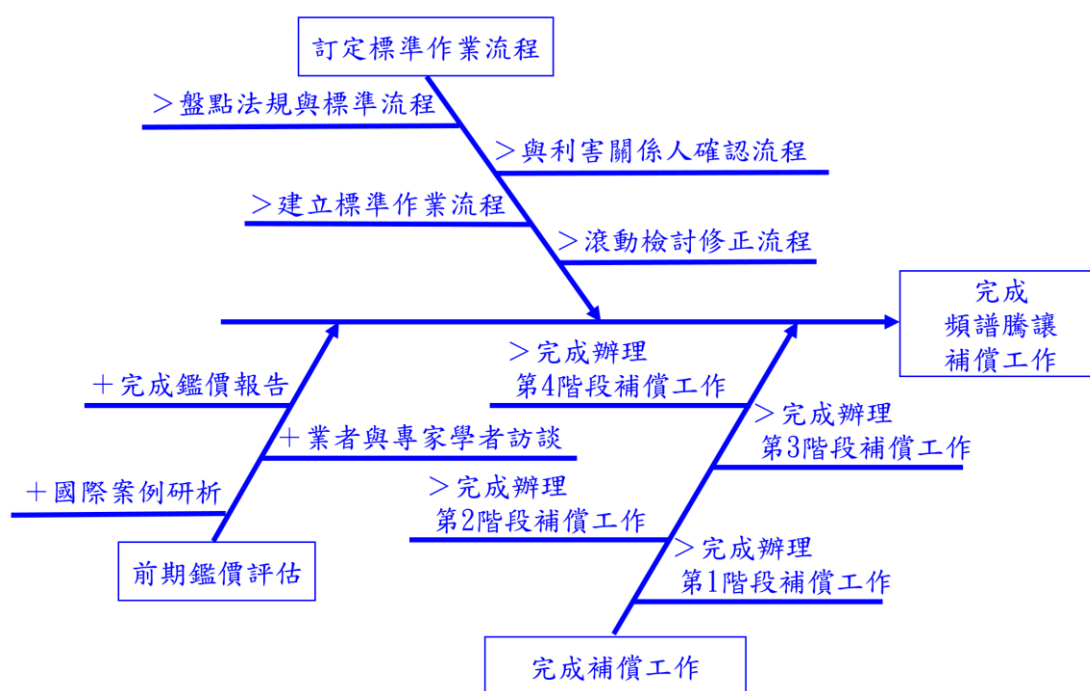 訂定標準作業流程
＞盤點法規與標準流程
＞與利害關係人確認流程
＞建立標準作業流程
＞滾動檢討修正流程
完成
頻譜騰讓
補償工作
＋完成鑑價報告
＋業者與專家學者訪談
＋國際案例研析
前期鑑價評估
＞完成辦理
第4階段補償工作
＞完成辦理
第3階段補償工作
＞完成辦理
第2階段補償工作
＞完成辦理
第1階段補償工作
完成補償工作